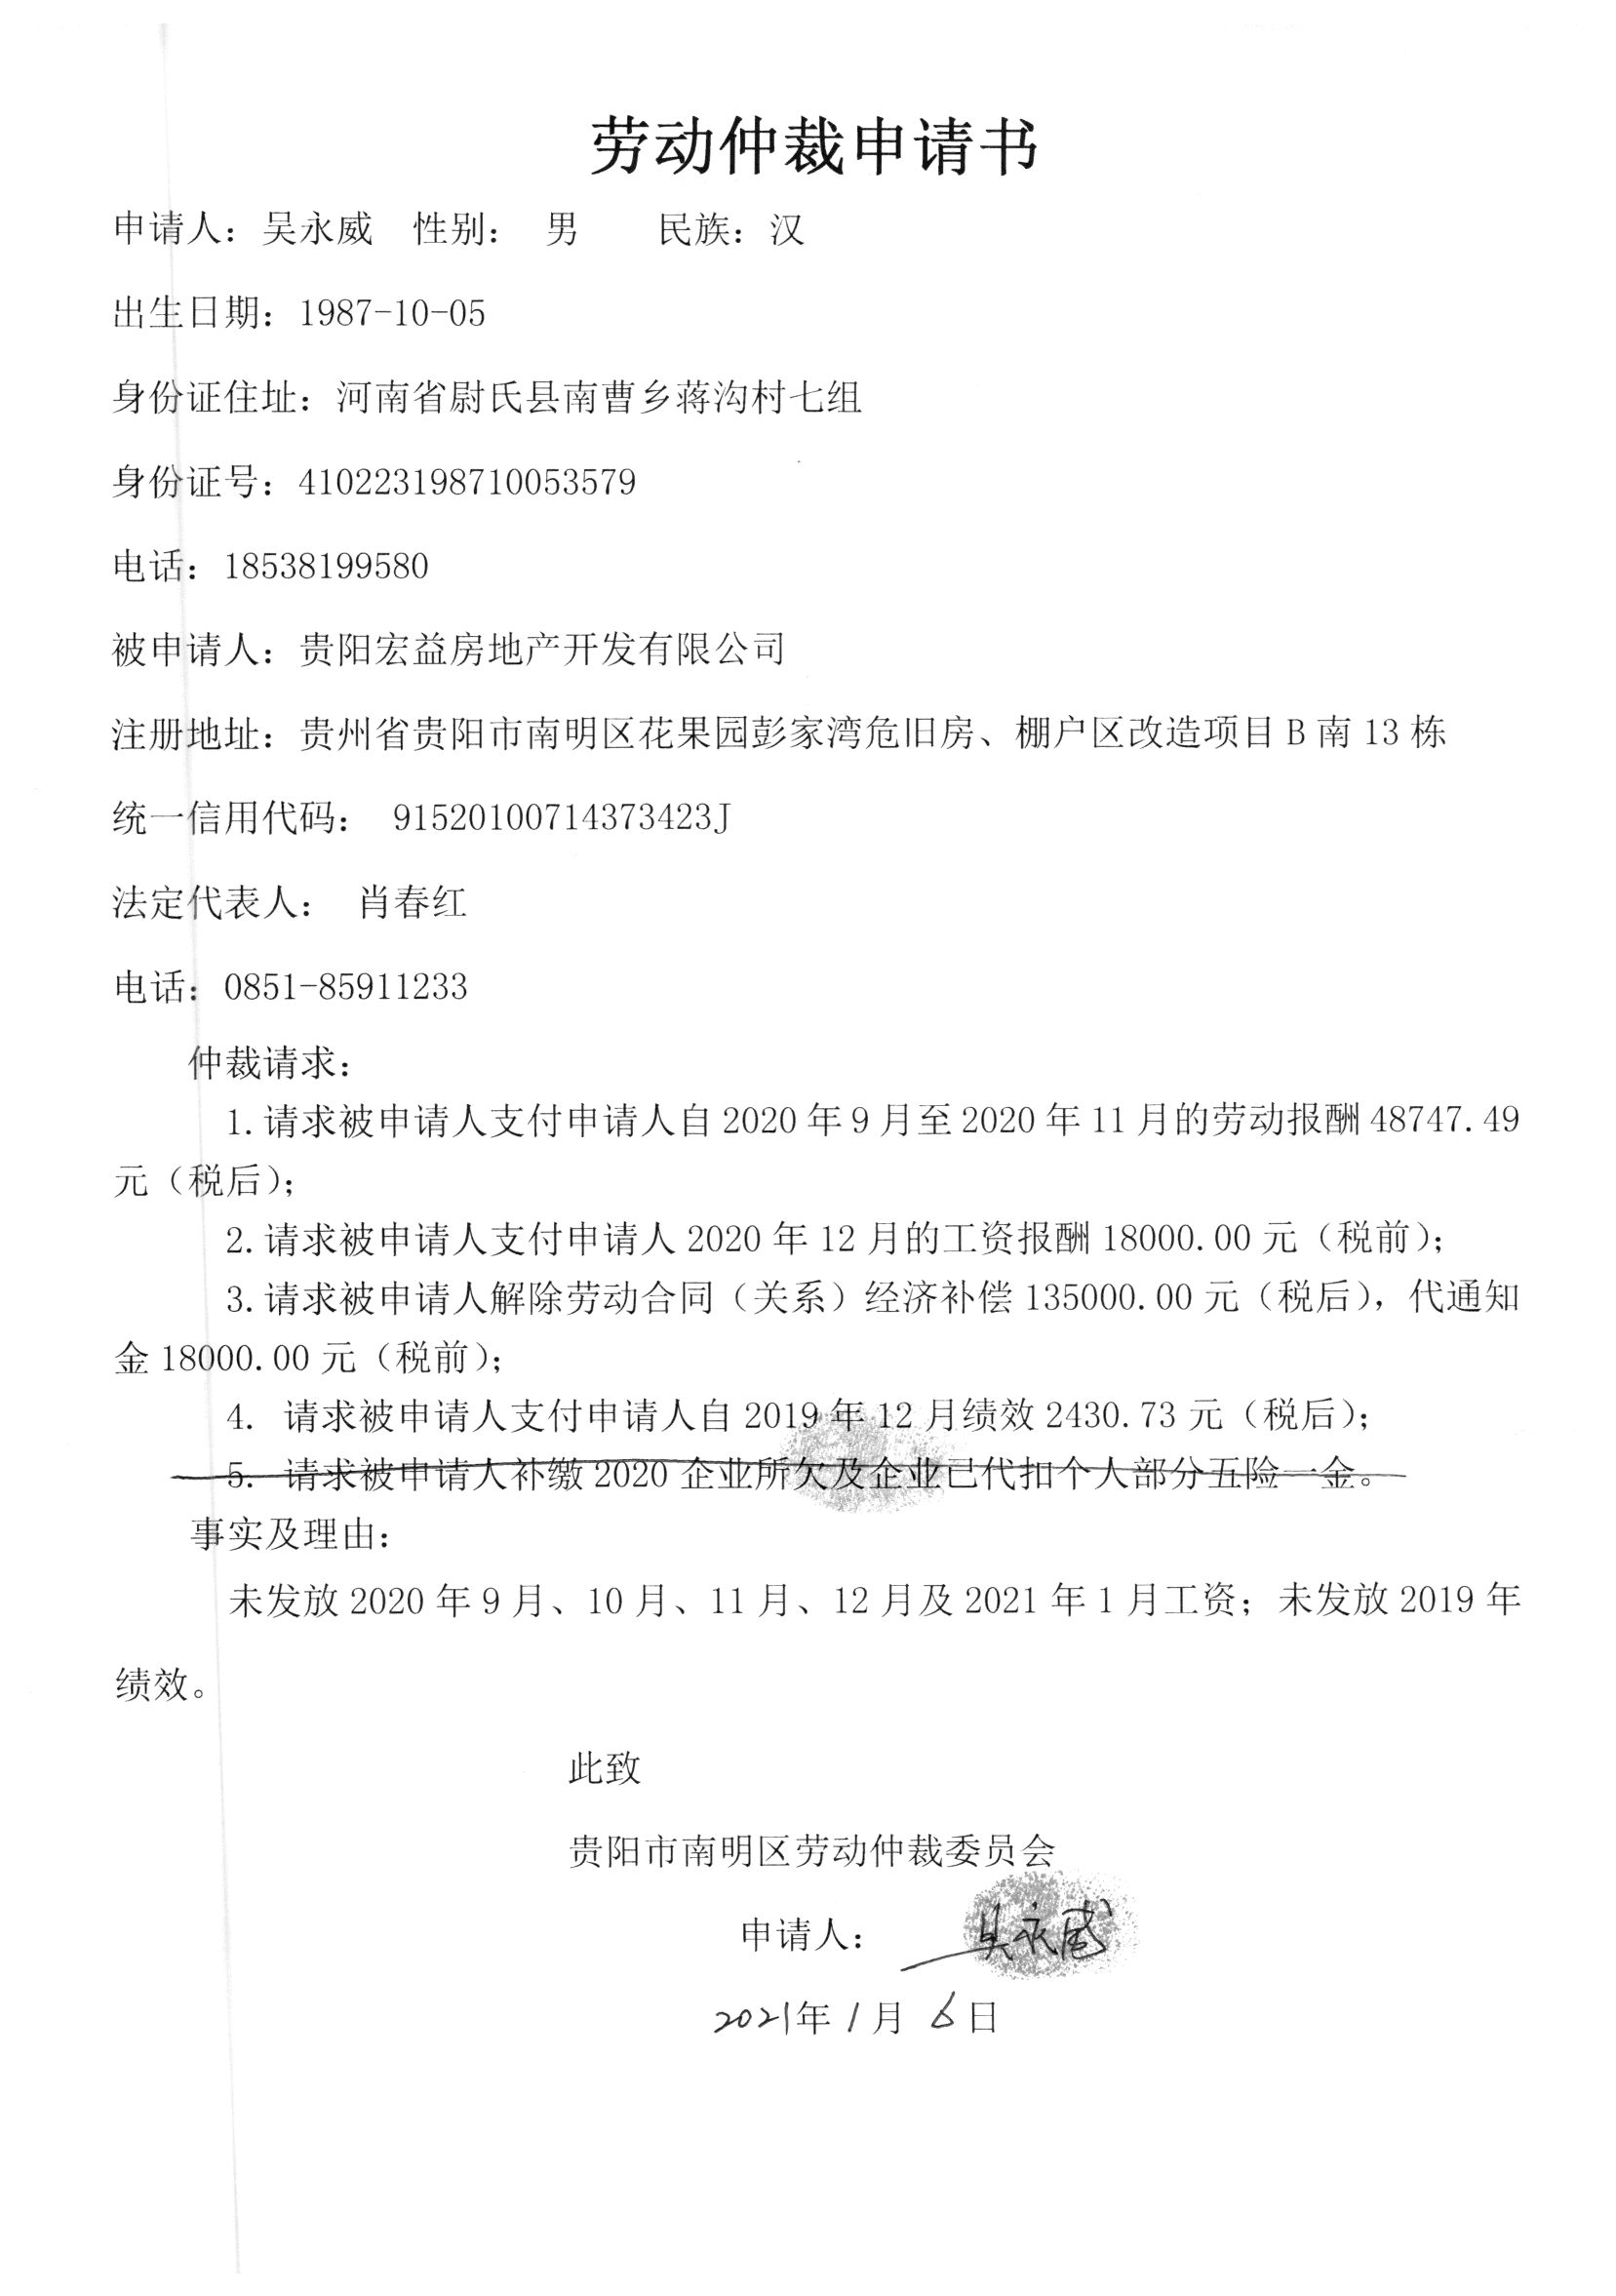 劳动仲裁申请书
申请人：吴永威　性别：　男　　民族：汉
出生日期：1987-10-05
身份证住址：河南省尉氏县南曹乡蒋沟村七组
身份证号：410223198710053579
电话：18538199580
被申请人：贵阳宏益房地产开发有限公司
注册地址：贵州省贵阳市南明区花果园彭家湾危旧房、棚户区改造项目 B 南 13 栋
统一信用代码： 91520100714373423J
法定代表人： 肖春红
电话：0851-85911233
仲裁请求：
1.请求被申请人支付申请人自 2020 年 9 月至 2020 年 11 月的劳动报酬 48747.49
元（税后）；
2.请求被申请人支付申请人 2020 年 12 月的工资报酬 18000.00 元（税前）；
3.请求被申请人解除劳动合同（关系）经济补偿 135000.00 元（税后），代通知
金 18000.00 元（税前）；
4. 请求被申请人支付申请人自 2019 年 12 月绩效 2430.73 元（税后）；
5. 请求被申请人补缴 2020 企业所欠及企业已代扣个人部分五险一金。
事实及理由：
未发放 2020 年 9 月、10 月、11 月、12 月及 2021 年 1 月工资；未发放 2019 年
绩效。
此致
贵阳市南明区劳动仲裁委员会
申请人： 吴永威
2021年 1 月 6 日